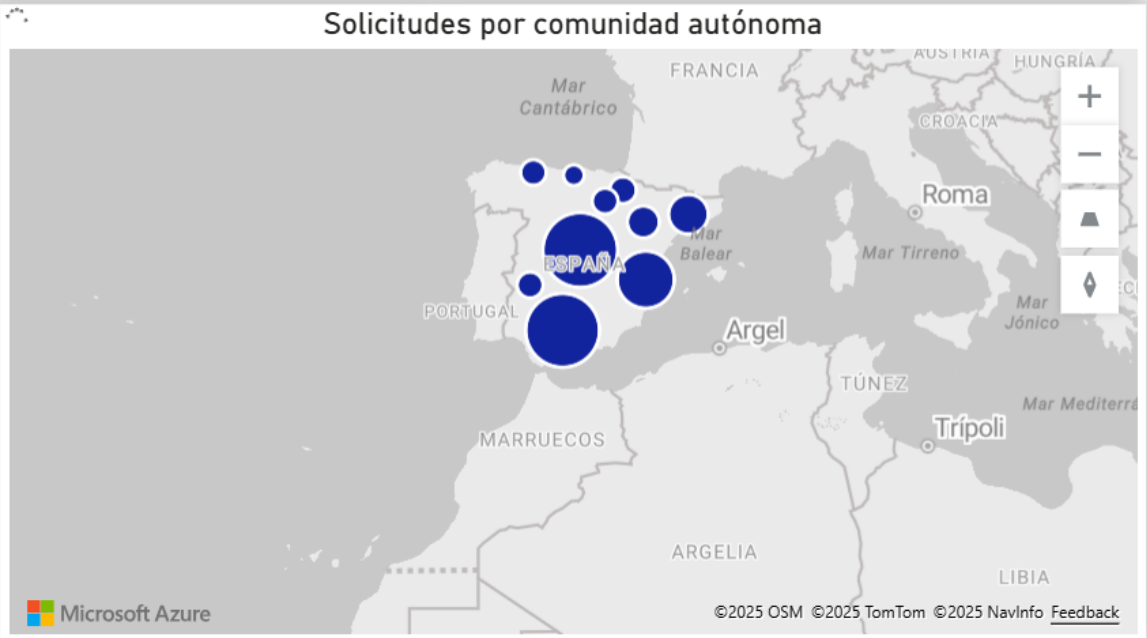 Solicitudes por comunidad autónoma
AUSTRIA
HUNGRÍA
FRANCIA
Mar
Cantábrico
CROACIA
Roma
Mar
Balear
Mar Tirreno
ESPAÑA
PORTUGAL
Mar
Jónico
Argel
TÚNEZ
Mar Mediterrá
Trípoli
MARRUECOS
ARGELIA
LIBIA
Microsoft Azure
©2025 OSM ©2025 TomTom ©2025 NavInfo Feedback